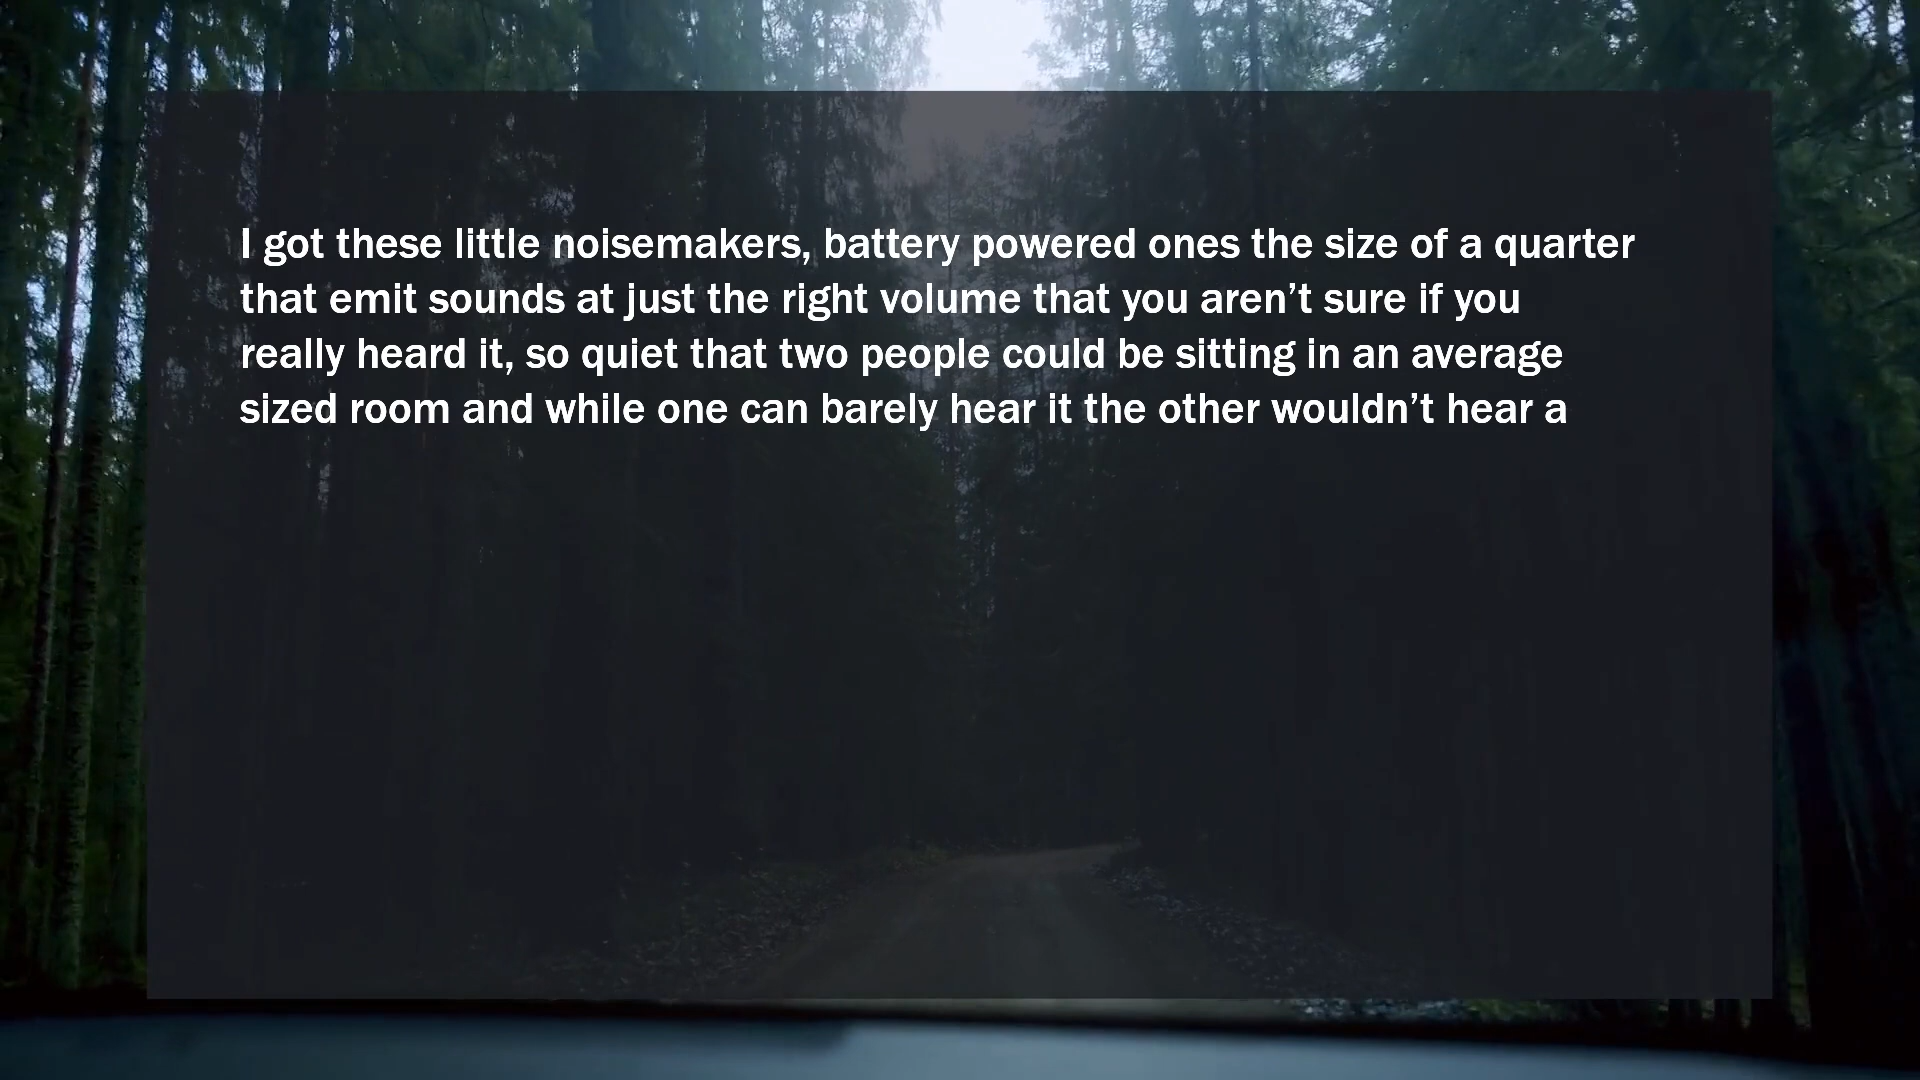 I got these little noisemakers, battery powered ones the size of a quarter
that emit sounds at just the right volume that you aren’t sure if you
really heard it, so quiet that two people could be sitting in an average
sized room and while one can barely hear it the other wouldn’t hear a